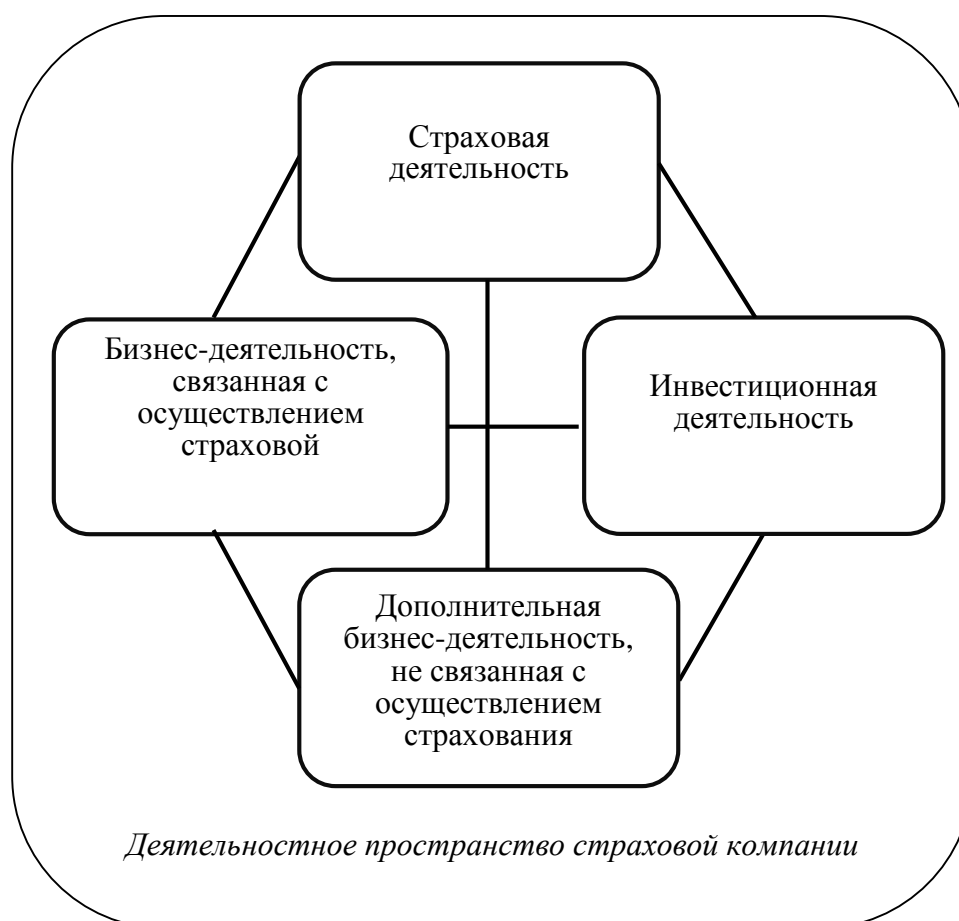 Страховая
деятельность
Бизнес-деятельность,
связанная с
осуществлением
страховой
Инвестиционная
деятельность
Дополнительная
бизнес-деятельность,
не связанная с
осуществлением
страхования
Деятельностное пространство страховой компании